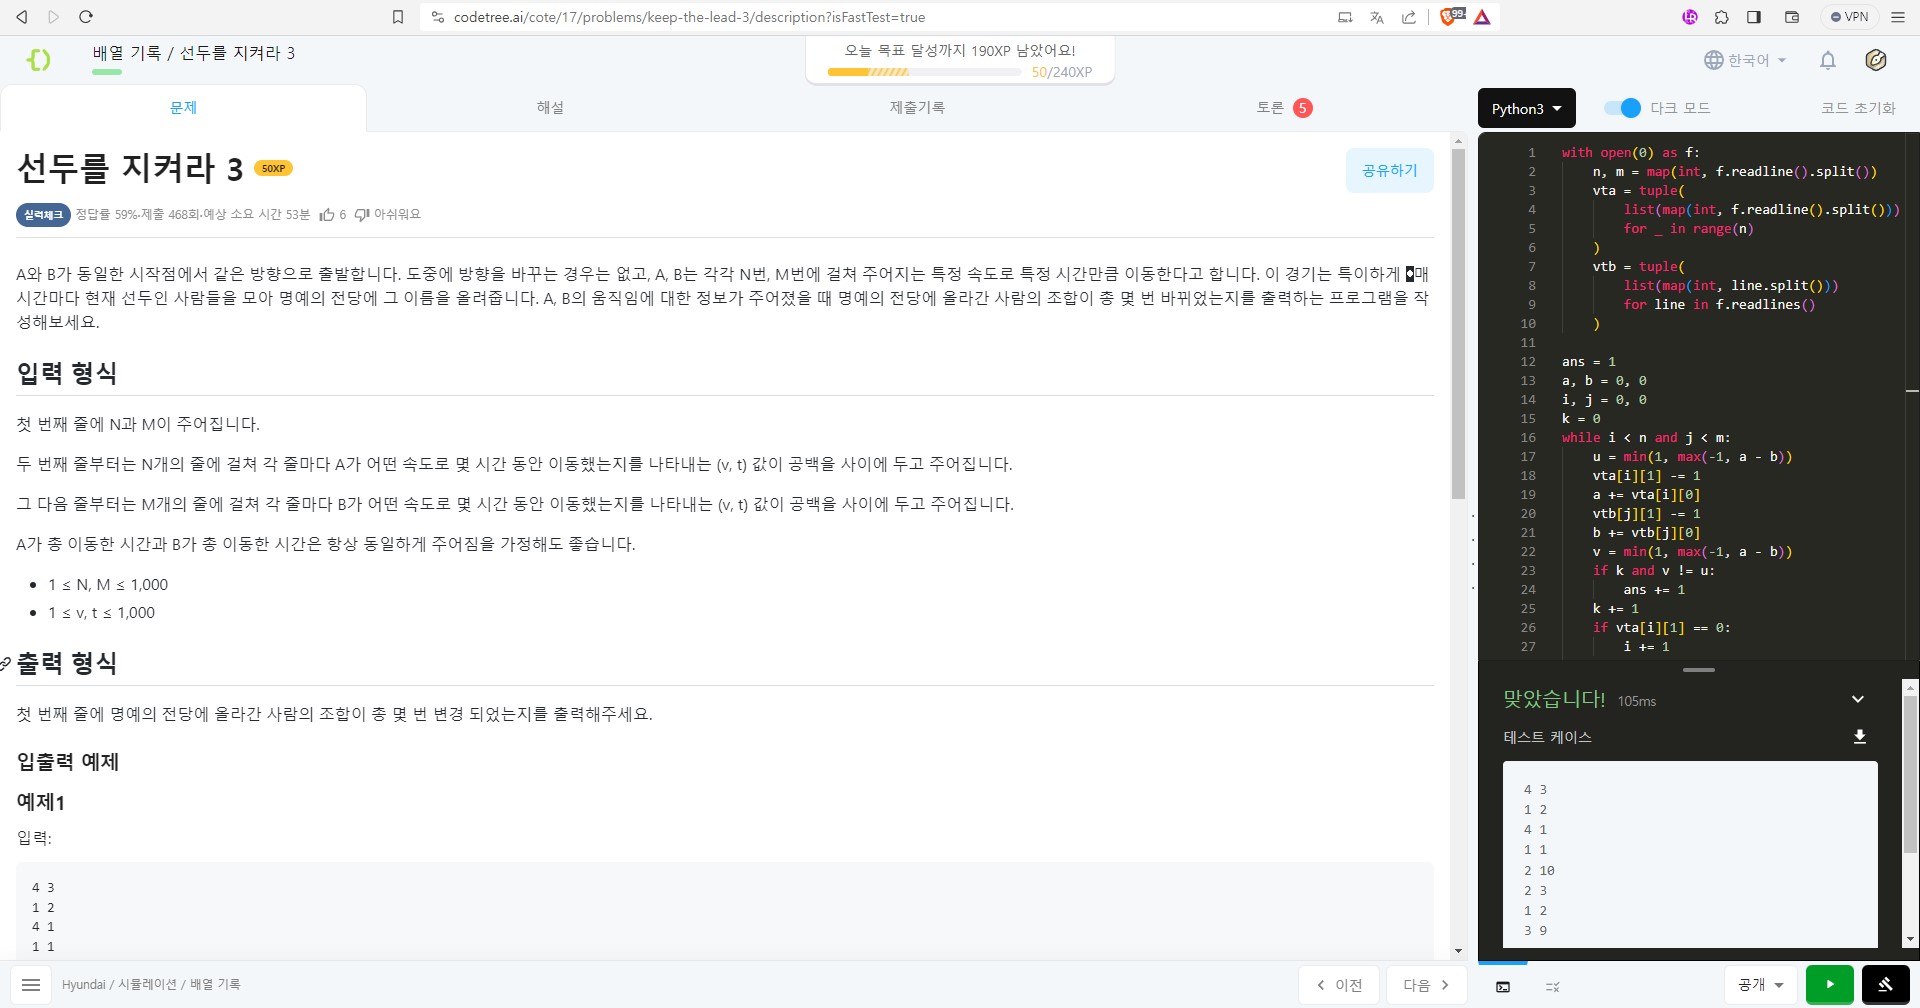 codetree.ai/cote/17/problems/keep-the-lead-3/description?isFastTest=true
99+
VPN
배열 기록 / 선두를 지켜라 3
오늘 목표 달성까지 190XP 남았어요!
50/240XP
한국어
문제
해설
제출기록
토론 5
Python3
다크 모드
코드 초기화
선두를 지켜라 3 50XP
공유하기
실력체크 정답률 59%·제출 468회·예상 소요 시간 53분 6 아쉬워요
A와 B가 동일한 시작점에서 같은 방향으로 출발합니다. 도중에 방향을 바꾸는 경우는 없고, A, B는 각각 N번, M번에 걸쳐 주어지는 특정 속도로 특정 시간만큼 이동한다고 합니다. 이 경기는 특이하게 매
시간마다 현재 선두인 사람들을 모아 명예의 전당에 그 이름을 올려줍니다. A, B의 움직임에 대한 정보가 주어졌을 때 명예의 전당에 올라간 사람의 조합이 총 몇 번 바뀌었는지를 출력하는 프로그램을 작
성해보세요.
입력 형식
첫 번째 줄에 N과 M이 주어집니다.
두 번째 줄부터는 N개의 줄에 걸쳐 각 줄마다 A가 어떤 속도로 몇 시간 동안 이동했는지를 나타내는 (v, t) 값이 공백을 사이에 두고 주어집니다.
그 다음 줄부터는 M개의 줄에 걸쳐 각 줄마다 B가 어떤 속도로 몇 시간 동안 이동했는지를 나타내는 (v, t) 값이 공백을 사이에 두고 주어집니다.
A가 총 이동한 시간과 B가 총 이동한 시간은 항상 동일하게 주어짐을 가정해도 좋습니다.
• 1 ≤ N, M ≤ 1,000
• 1 ≤ v, t ≤ 1,000
출력 형식
첫 번째 줄에 명예의 전당에 올라간 사람의 조합이 총 몇 번 변경 되었는지를 출력해주세요.
입출력 예제
예제1
입력:
4 3
1 2
4 1
1 1
1 with open(0) as f:
2     n, m = map(int, f.readline().split())
3     vta = tuple(
4         list(map(int, f.readline().split()))
5         for _ in range(n)
6     )
7     vtb = tuple(
8         list(map(int, line.split()))
9         for line in f.readlines()
10     )
11
12 ans = 1
13 a, b = 0, 0
14 i, j = 0, 0
15 k = 0
16 while i < n and j < m:
17     u = min(1, max(-1, a - b))
18     vta[i][1] -= 1
19     a += vta[i][0]
20     vtb[j][1] -= 1
21     b += vtb[j][0]
22     v = min(1, max(-1, a - b))
23     if k and v != u:
24         ans += 1
25     k += 1
26     if vta[i][1] == 0:
27         i += 1
맞았습니다! 105ms
테스트 케이스
4 3
1 2
4 1
1 1
2 10
2 3
1 2
3 9
Hyundai / 시뮬레이션 / 배열 기록
이전
다음
공개